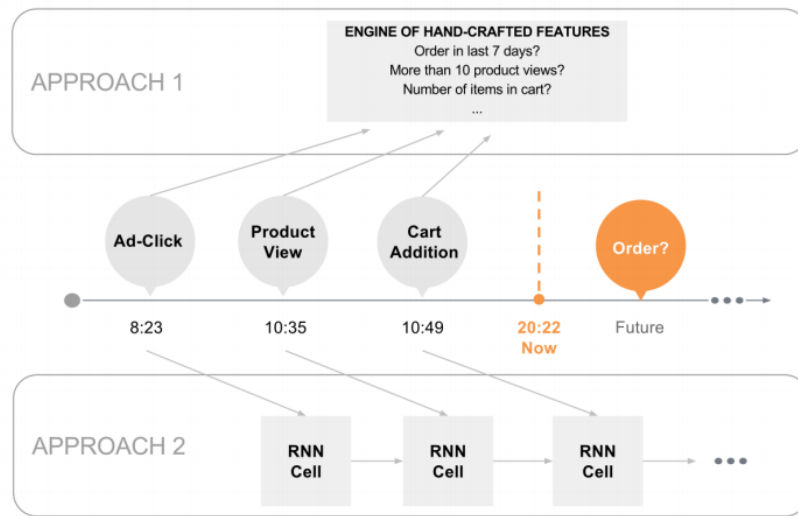 ENGINE OF HAND-CRAFTED FEATURES
Order in last 7 days?
More than 10 product views?
Number of items in cart?
...
APPROACH 1
Ad-Click
Product
View
Cart
Addition
Order?
8:23
10:35
10:49
20:22
Now
Future
APPROACH 2
RNN
Cell
RNN
Cell
RNN
Cell